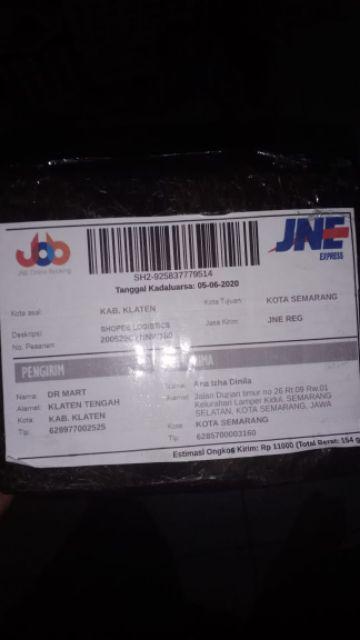 JOB
JNE Online Booking
SH2-925837779514
Tanggal Kadaluarsa: 05-06-2020
JNE
EXPRESS
Kota asal: KAB. KLATEN
Kota Tujuan: KOTA SEMARANG
Deskripsi: SHOPEE LOGISTICS
Jasa Kirim: JNE REG
No. Pesanan:
PENGIRIM
Nama: DR MART
Alamat: KLATEN TENGAH
Kota: KAB. KLATEN
Tlp: 628977002525
Nama: Ana Isha Dinila
Alamat: Jalan Durian timur no 26 Rt.09 Rw.01
Kelurahan Lamper Kidul, SEMARANG
SELATAN, KOTA SEMARANG, JAWA
Kota: KOTA SEMARANG
Tlp: 6285700003160
Estimasi Ongkos Kirim: Rp 11000 (Total Berat: 154 g